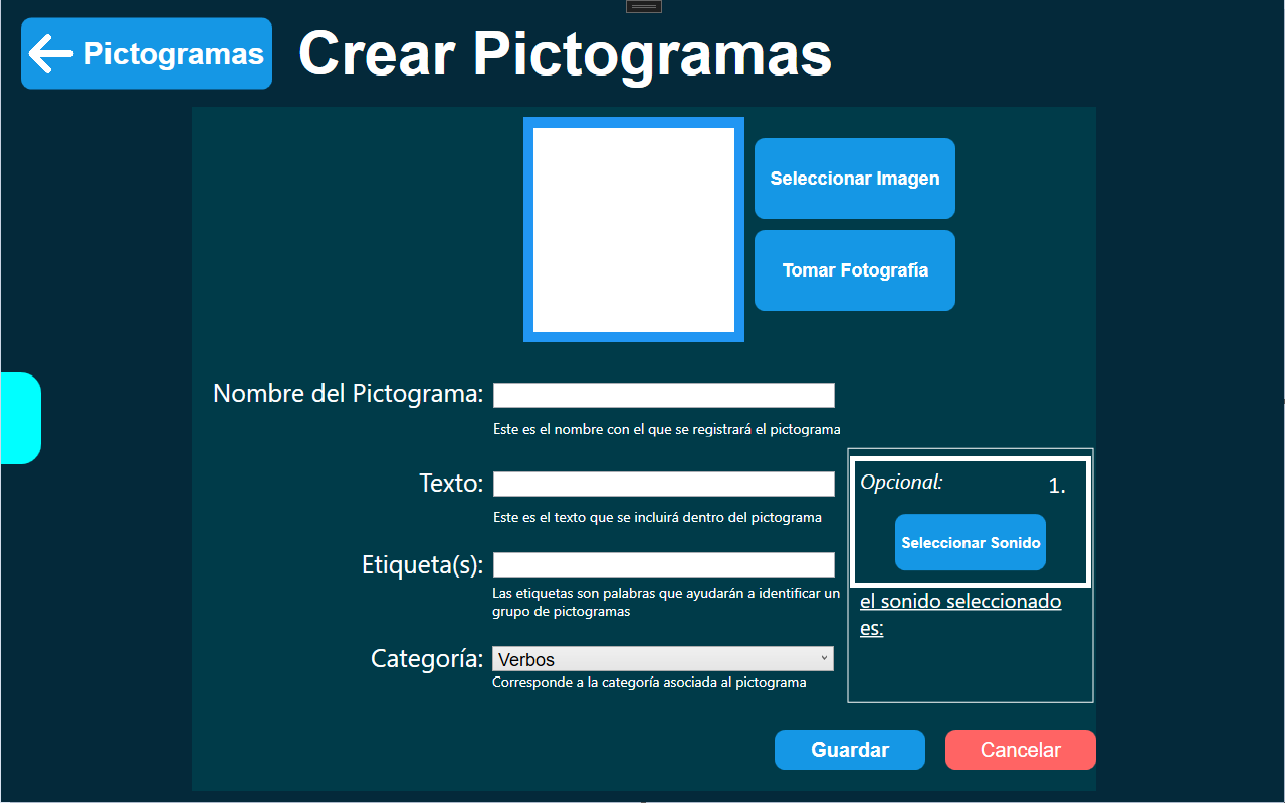 Pictogramas
Crear Pictogramas
Seleccionar Imagen
Tomar Fotografía
Nombre del Pictograma:
Este es el nombre con el que se registrará el pictograma
Texto:
Este es el texto que se incluirá dentro del pictograma
Etiqueta(s):
Las etiquetas son palabras que ayudarán a identificar un
grupo de pictogramas
Categoría:
Verbos
Corresponde a la categoría asociada al pictograma
Opcional:
1.
Seleccionar Sonido
el sonido seleccionado
es:
Guardar
Cancelar